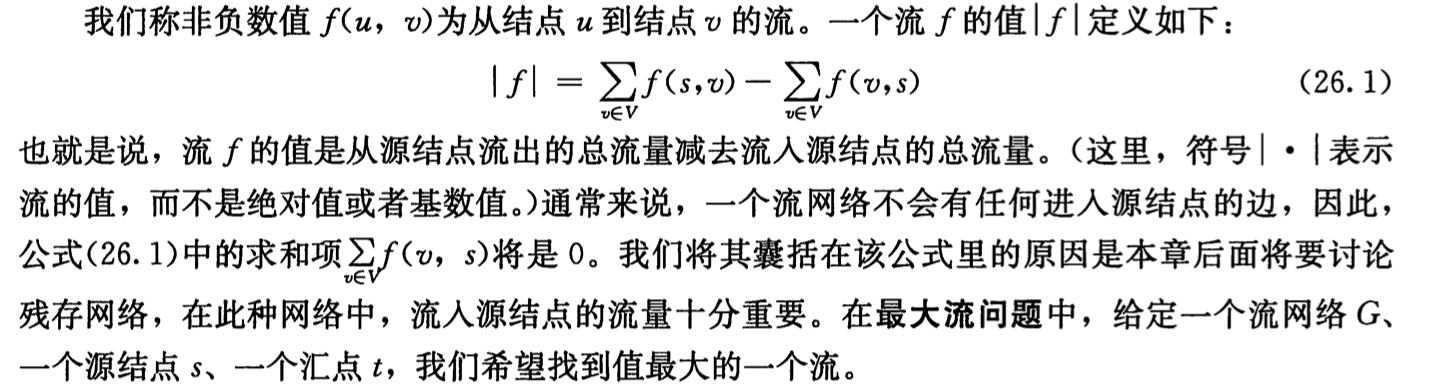 我们称非负数值 f(u, v)为从结点 u 到结点 v 的流。一个流 f 的值|f|定义如下：
|f| = ∑f(s,v) - ∑f(v,s) (26.1)
v∈V v∈V
也就是说，流 f 的值是从源结点流出的总流量减去流入源结点的总流量。（这里，符号|·|表示
流的值，而不是绝对值或者基数值。）通常来说，一个流网络不会有任何进入源结点的边，因此，
公式(26.1)中的求和项∑f(v, s)将是 0。我们将其囊括在该公式里的原因是本章后面将要讨论
v∈V
残存网络，在此种网络中，流入源结点的流量十分重要。在最大流问题中，给定一个流网络 G、
一个源结点 s、一个汇点 t，我们希望找到值最大的一个流。